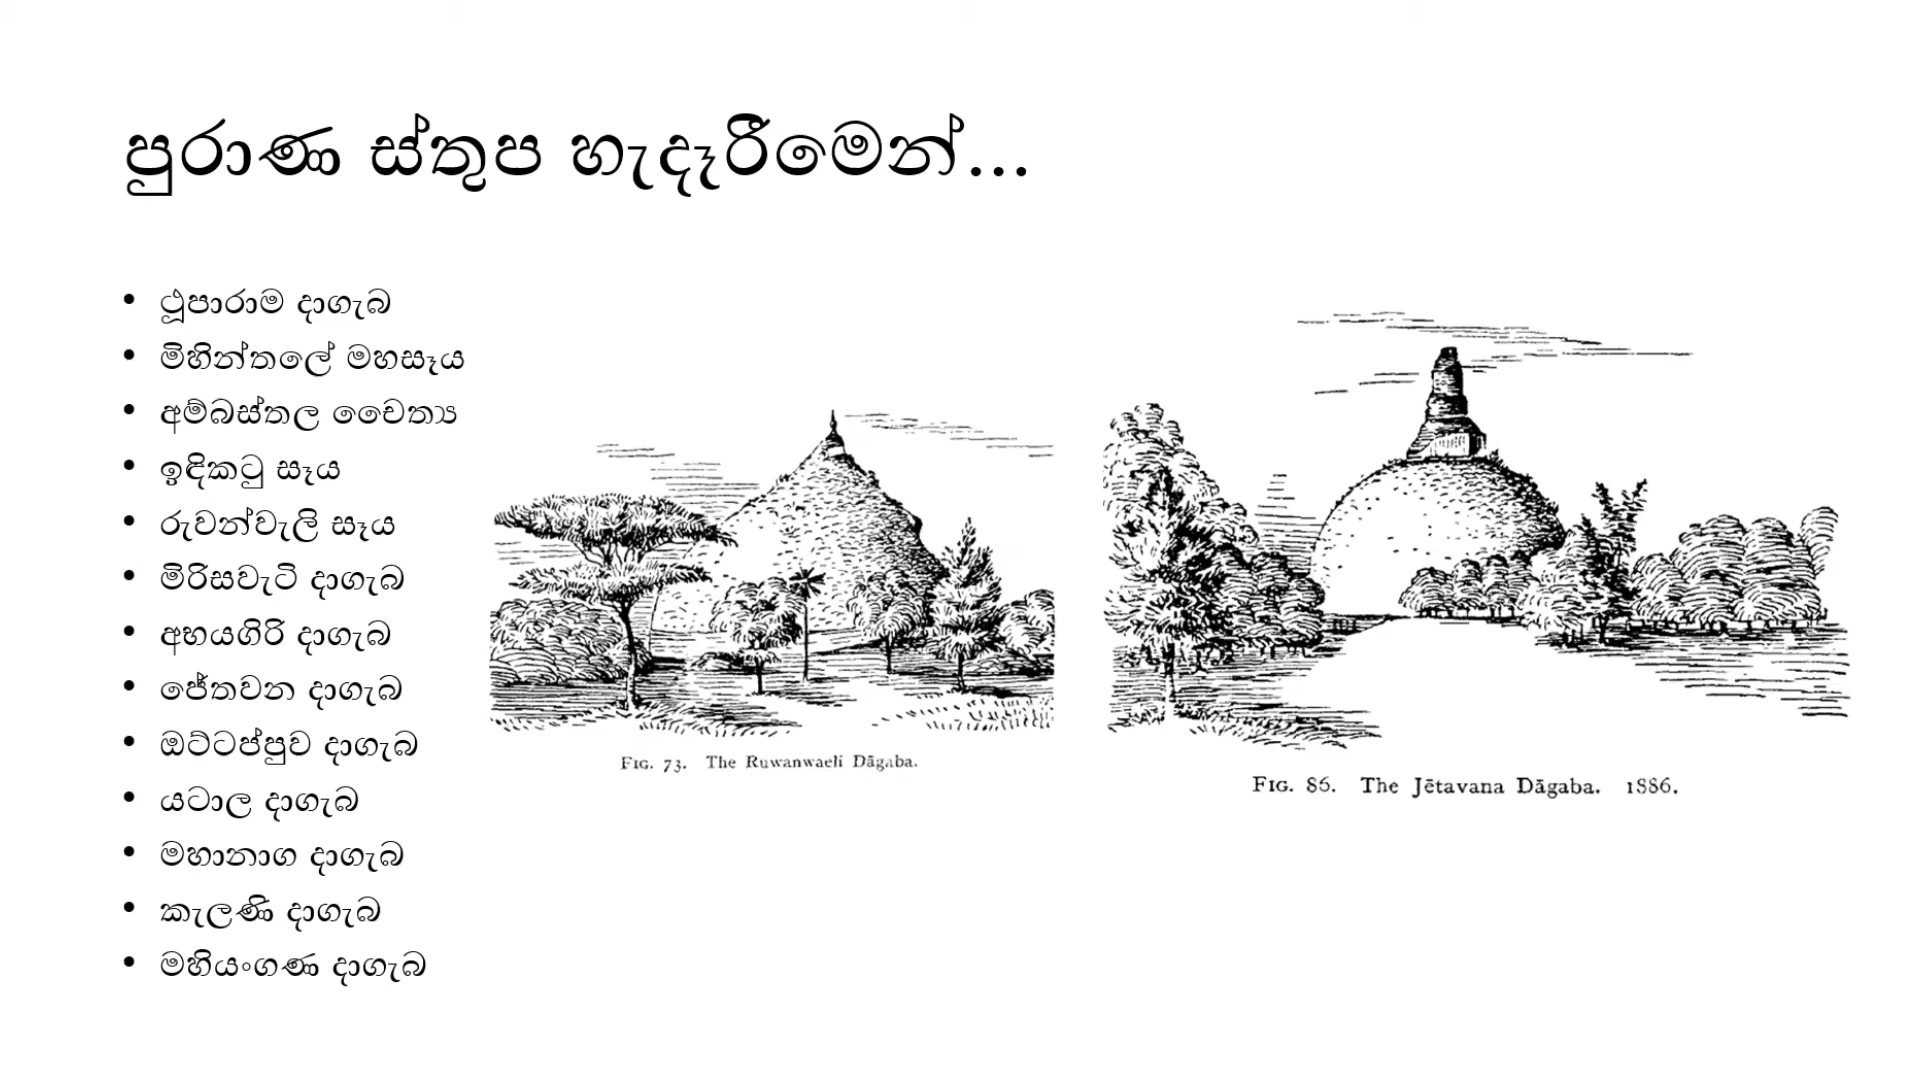 පුරාණ ස්තුප හැදෑරීමෙන්...
• ථූපාරාම දාගැබ
• මිහින්තලේ මහසෑය
• අම්බස්තල චෛත්‍ය
• ඉඳිකටු සෑය
• රුවන්වැලි සෑය
• මිරිසවැටි දාගැබ
• අභයගිරි දාගැබ
• ජේතවන දාගැබ
• ඔට්ටප්පුව දාගැබ
• යටාල දාගැබ
• මහානාග දාගැබ
• කැලණි දාගැබ
• මහියංගණ දාගැබ
FIG. 73. The Ruwanwaeli Dāgaba.
FIG. 86. The Jētavana Dāgaba. 1886.